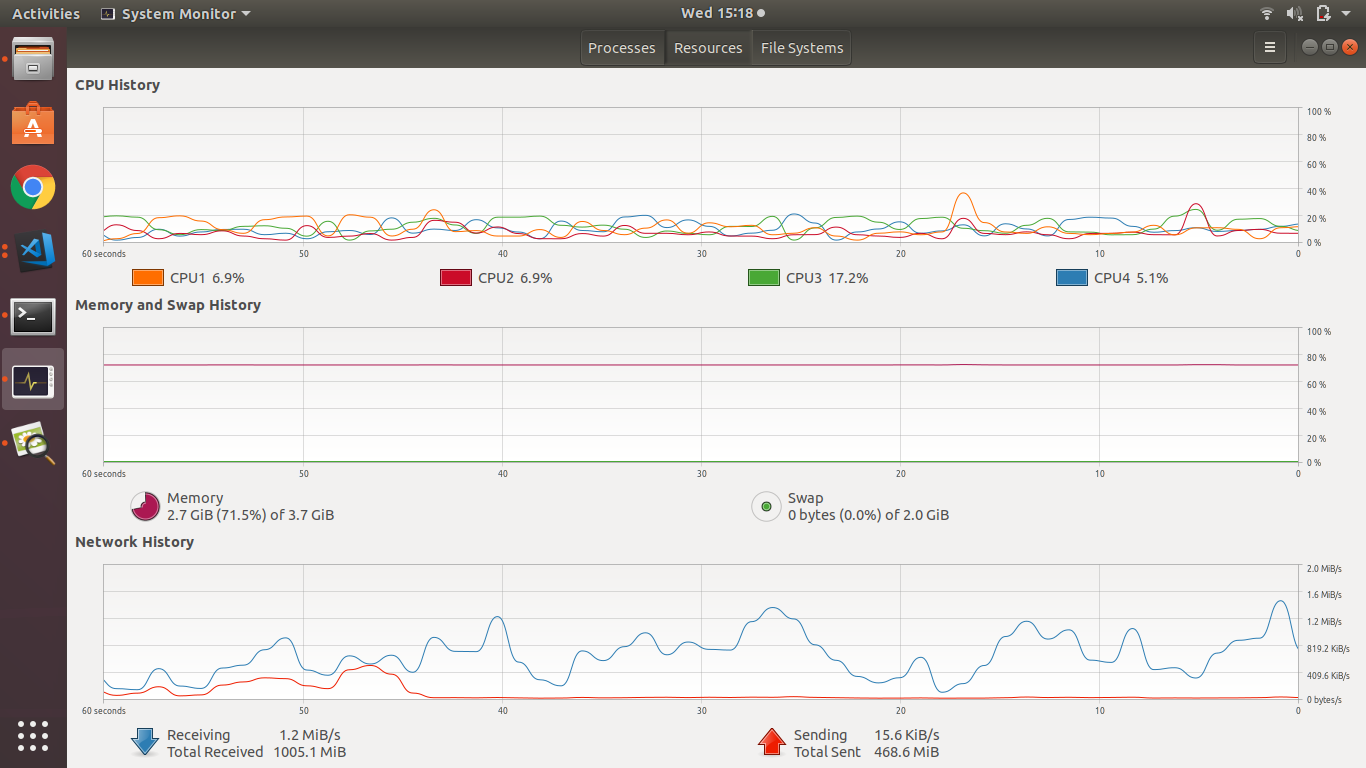 Activities System Monitor Wed 15:18
Processes Resources File Systems
CPU History
100 %
80 %
60 %
40 %
20 %
0 %
60 seconds 50 40 30 20 10 0
CPU1 6.9% CPU2 6.9% CPU3 17.2% CPU4 5.1%
Memory and Swap History
100 %
80 %
60 %
40 %
20 %
0 %
60 seconds 50 40 30 20 10 0
Memory
2.7 GiB (71.5%) of 3.7 GiB
Swap
0 bytes (0.0%) of 2.0 GiB
Network History
2.0 MiB/s
1.6 MiB/s
1.2 MiB/s
819.2 KiB/s
409.6 KiB/s
0 bytes/s
60 seconds 50 40 30 20 10 0
Receiving 1.2 MiB/s
Total Received 1005.1 MiB
Sending 15.6 KiB/s
Total Sent 468.6 MiB